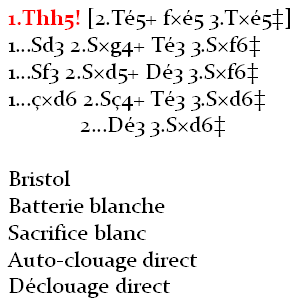 1.Thh5! [2.Té5+ f×é5 3.T×é5‡]
1...Sd3 2.S×g4+ Té3 3.S×f6‡
1...Sf3 2.S×d5+ Dé3 3.S×f6‡
1...ç×d6 2.Sç4+ Té3 3.S×d6‡
2...Dé3 3.S×d6‡
Bristol
Batterie blanche
Sacrifice blanc
Auto-clouage direct
Déclouage direct